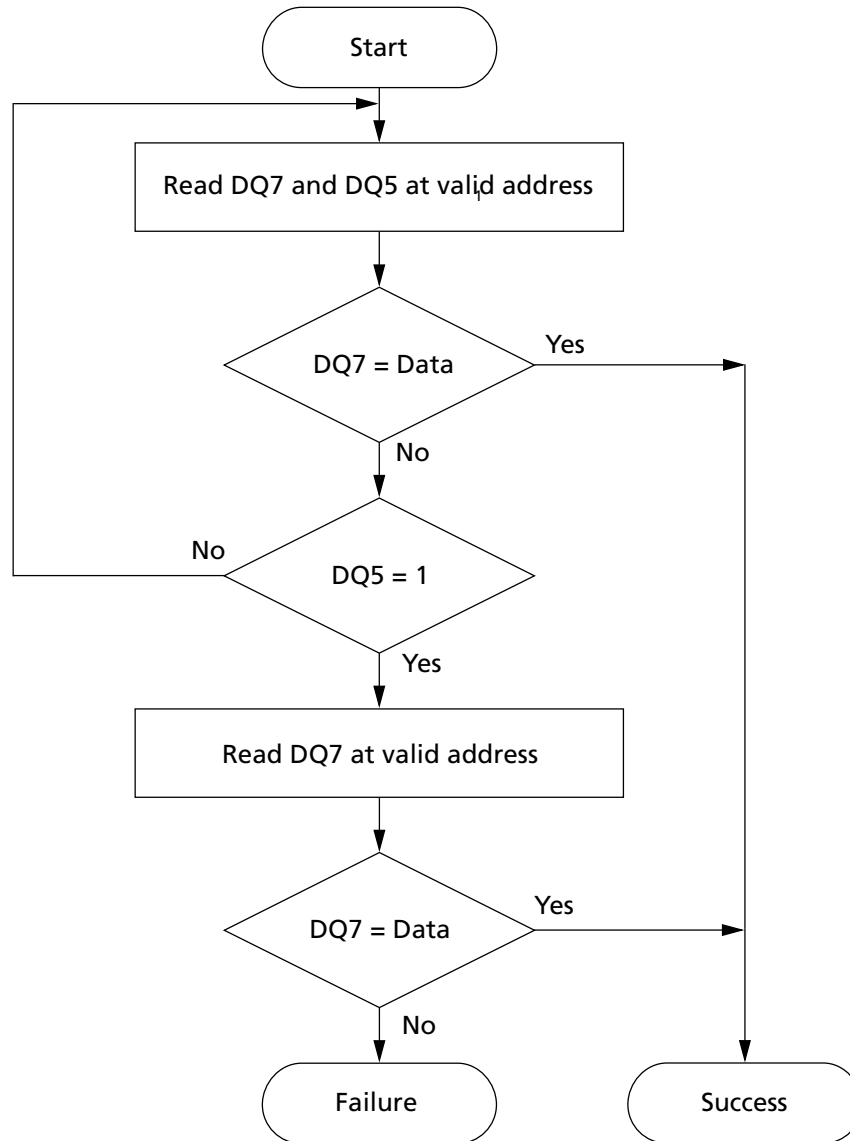 Start
Read DQ7 and DQ5 at valid address
1
DQ7 = Data
Yes
No
No
DQ5 = 1
Yes
Read DQ7 at valid address
DQ7 = Data
Yes
No
Failure
Success